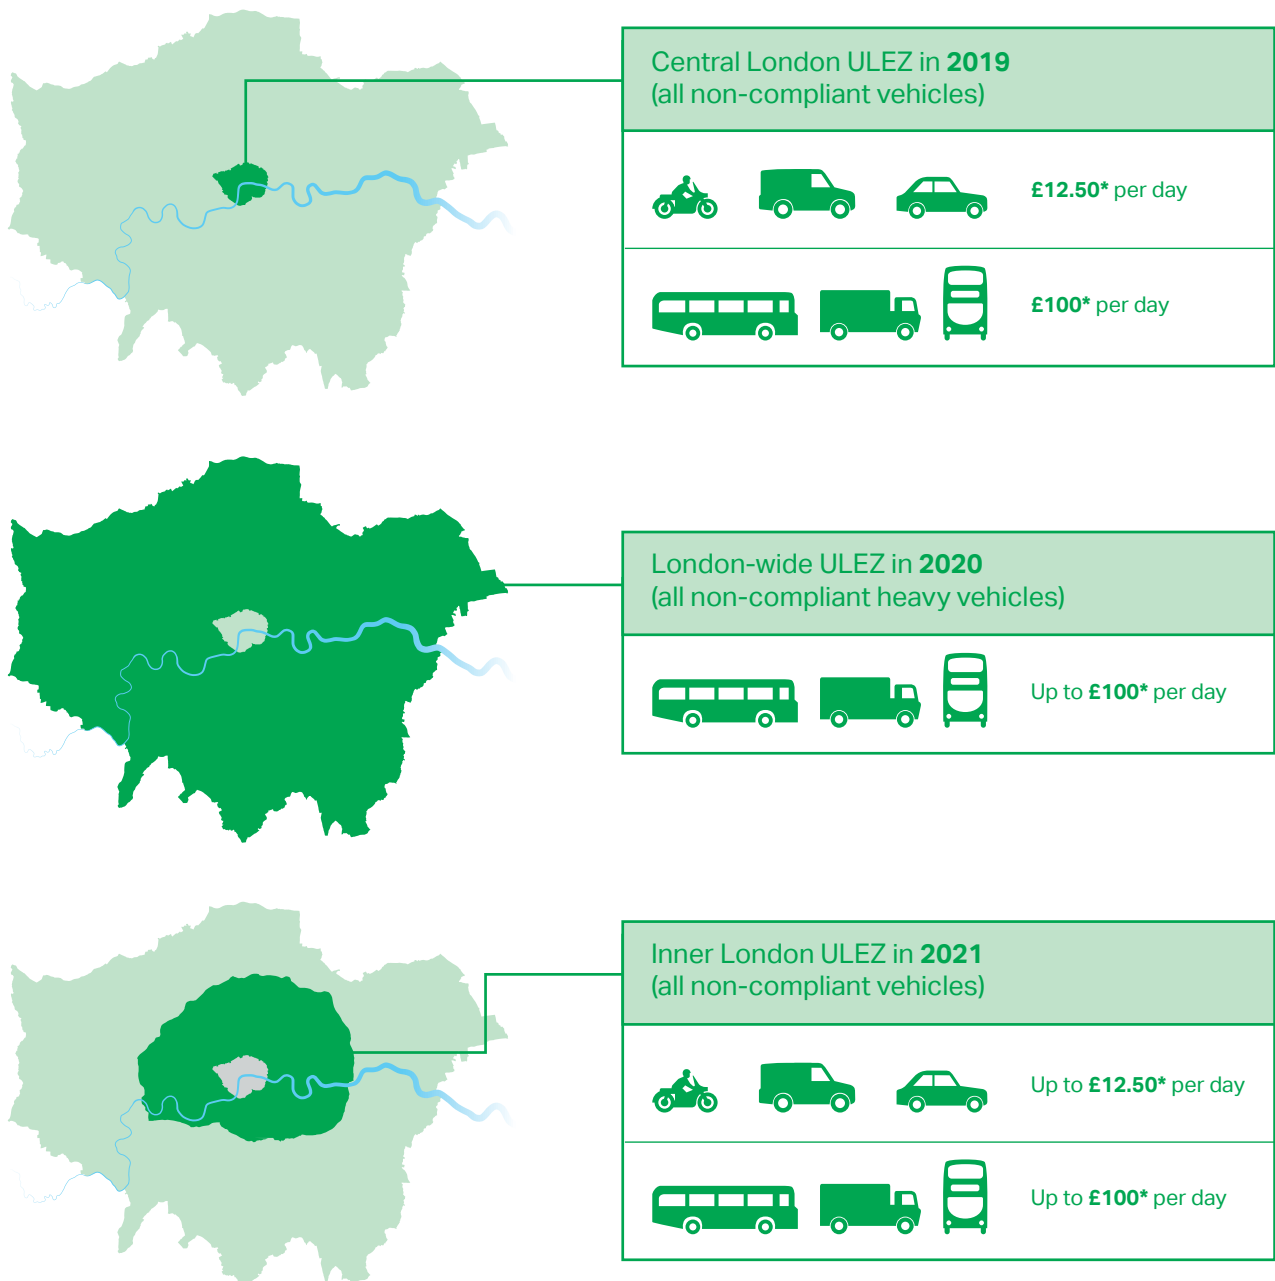 Central London ULEZ in 2019
(all non-compliant vehicles)
£12.50* per day
£100* per day
London-wide ULEZ in 2020
(all non-compliant heavy vehicles)
Up to £100* per day
Inner London ULEZ in 2021
(all non-compliant vehicles)
Up to £12.50* per day
Up to £100* per day